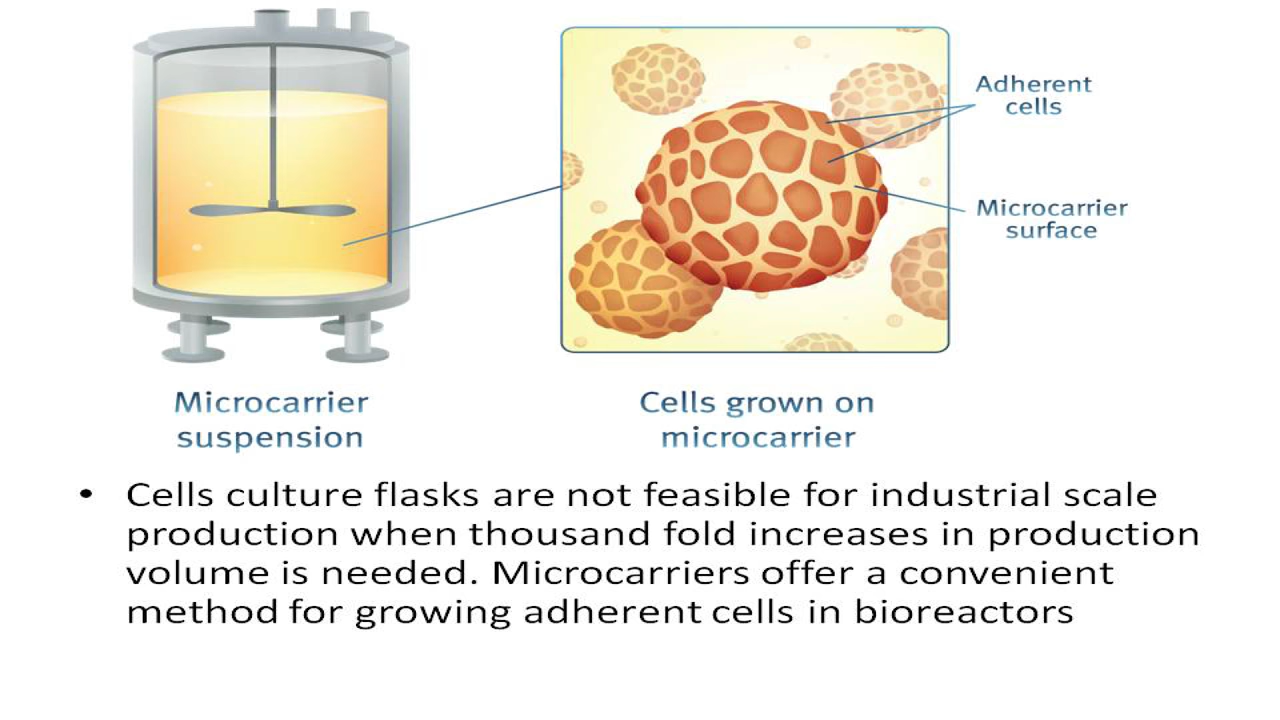 Adherent
cells
Microcarrier
surface
Microcarrier
suspension
Cells grown on
microcarrier
• Cells culture flasks are not feasible for industrial scale
production when thousand fold increases in production
volume is needed. Microcarriers offer a convenient
method for growing adherent cells in bioreactors